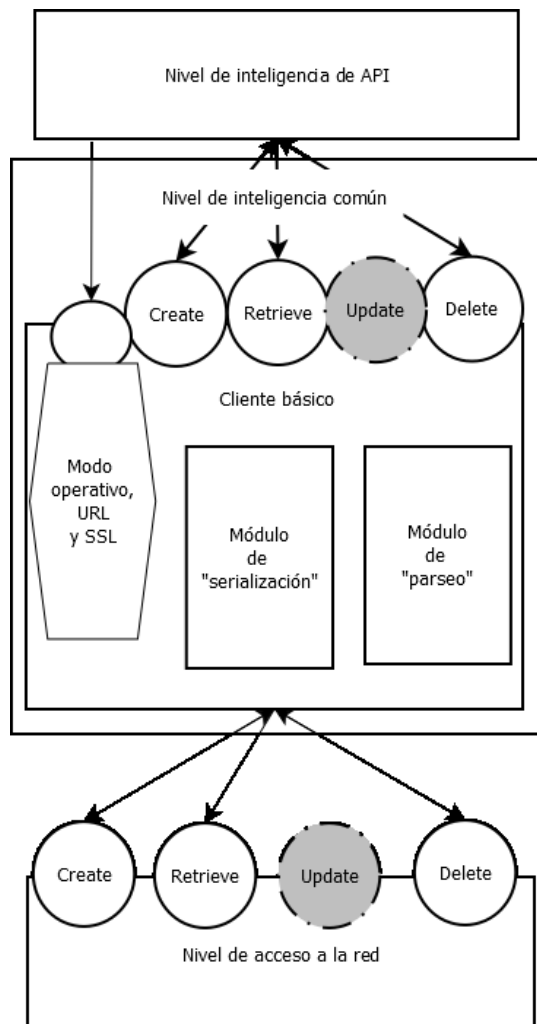 Nivel de inteligencia de API
Nivel de inteligencia común
Create
Retrieve
Update
Delete
Cliente básico
Modo
operativo,
URL
y SSL
Módulo
de
"serialización"
Módulo
de
"parseo"
Create
Retrieve
Update
Delete
Nivel de acceso a la red